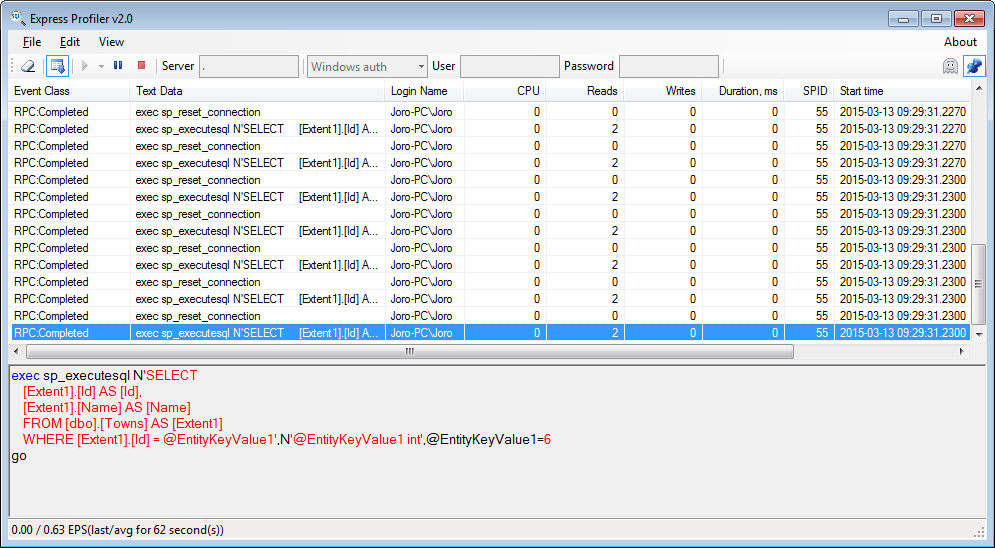 Express Profiler v2.0
File Edit View About
Server . Windows auth User Password
Event Class Text Data Login Name CPU Reads Writes Duration, ms SPID Start time
RPC:Completed exec sp_reset_connection Joro-PC\Joro 0 0 0 0 55 2015-03-13 09:29:31.2270
RPC:Completed exec sp_executesql N'SELECT [Extent1].[Id] A... Joro-PC\Joro 0 2 0 0 55 2015-03-13 09:29:31.2270
RPC:Completed exec sp_reset_connection Joro-PC\Joro 0 0 0 0 55 2015-03-13 09:29:31.2270
RPC:Completed exec sp_executesql N'SELECT [Extent1].[Id] A... Joro-PC\Joro 0 2 0 0 55 2015-03-13 09:29:31.2270
RPC:Completed exec sp_reset_connection Joro-PC\Joro 0 0 0 0 55 2015-03-13 09:29:31.2300
RPC:Completed exec sp_executesql N'SELECT [Extent1].[Id] A... Joro-PC\Joro 0 2 0 0 55 2015-03-13 09:29:31.2300
RPC:Completed exec sp_reset_connection Joro-PC\Joro 0 0 0 0 55 2015-03-13 09:29:31.2300
RPC:Completed exec sp_executesql N'SELECT [Extent1].[Id] A... Joro-PC\Joro 0 2 0 0 55 2015-03-13 09:29:31.2300
RPC:Completed exec sp_reset_connection Joro-PC\Joro 0 0 0 0 55 2015-03-13 09:29:31.2300
RPC:Completed exec sp_executesql N'SELECT [Extent1].[Id] A... Joro-PC\Joro 0 2 0 0 55 2015-03-13 09:29:31.2300
RPC:Completed exec sp_reset_connection Joro-PC\Joro 0 0 0 0 55 2015-03-13 09:29:31.2300
RPC:Completed exec sp_executesql N'SELECT [Extent1].[Id] A... Joro-PC\Joro 0 2 0 0 55 2015-03-13 09:29:31.2300
RPC:Completed exec sp_reset_connection Joro-PC\Joro 0 0 0 0 55 2015-03-13 09:29:31.2300
RPC:Completed exec sp_executesql N'SELECT [Extent1].[Id] A... Joro-PC\Joro 0 2 0 0 55 2015-03-13 09:29:31.2300
exec sp_executesql N'SELECT
[Extent1].[Id] AS [Id],
[Extent1].[Name] AS [Name]
FROM [dbo].[Towns] AS [Extent1]
WHERE [Extent1].[Id] = @EntityKeyValue1',N'@EntityKeyValue1 int',@EntityKeyValue1=6
go
0.00 / 0.63 EPS(last/avg for 62 second(s))